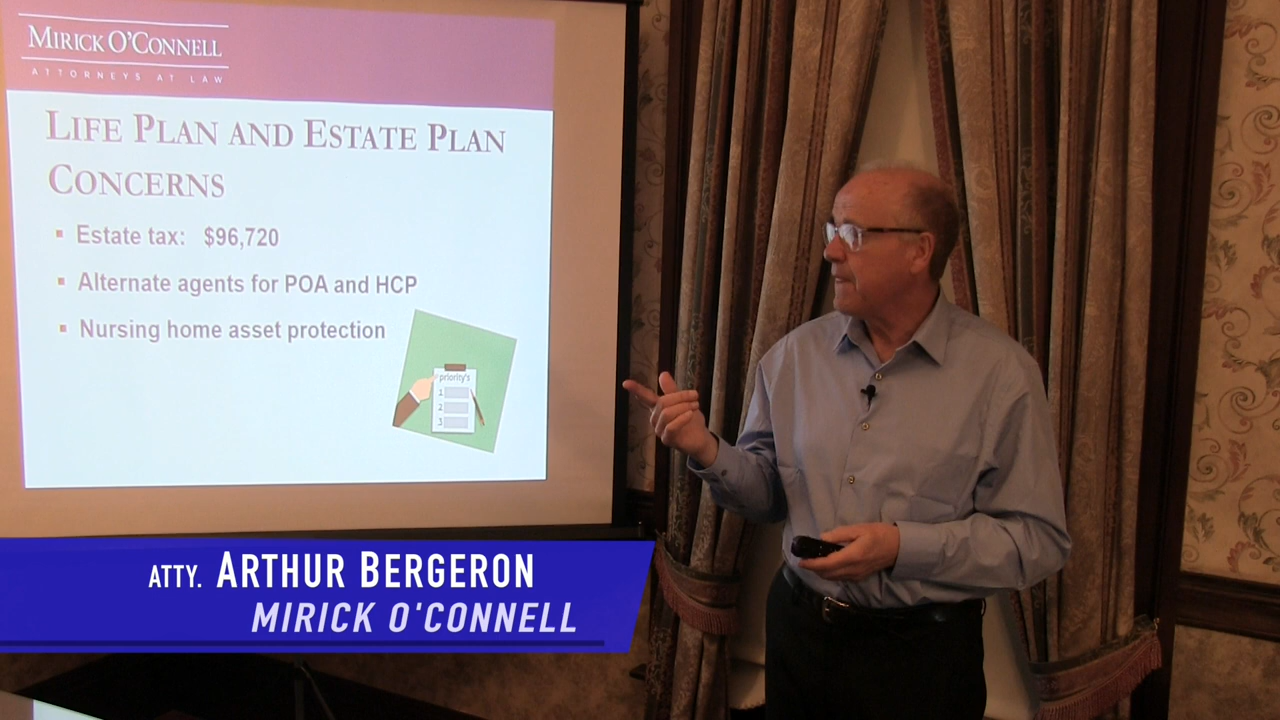 MIRICK O'CONNELL
ATTORNEYS AT LAW
LIFE PLAN AND ESTATE PLAN
CONCERNS
▪ Estate tax: $96,720
▪ Alternate agents for POA and HCP
▪ Nursing home asset protection
priority's
1
2
3
ATTY. ARTHUR BERGERON
MIRICK O'CONNELL